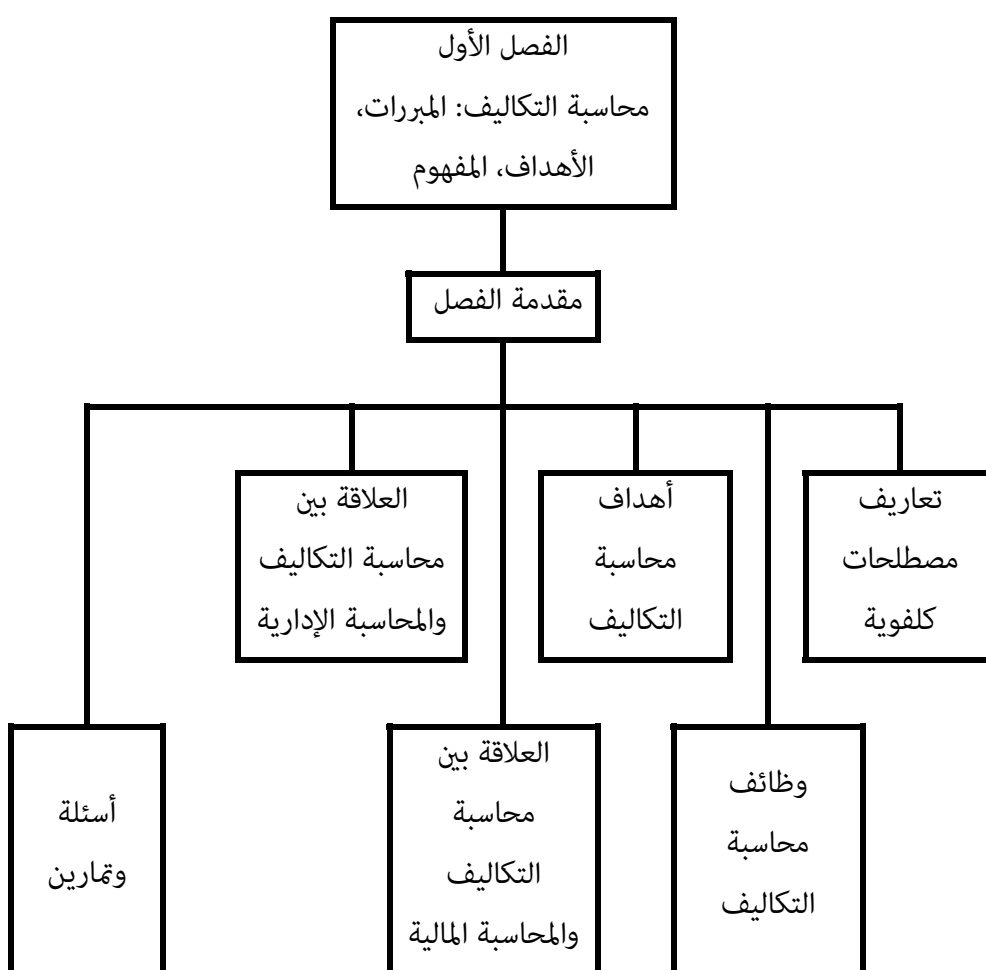 الفصل الأول
محاسبة التكاليف: المبررات،
الأهداف، المفهوم
مقدمة الفصل
تعاريف
مصطلحات
كلفوية
أهداف
محاسبة
التكاليف
العلاقة بين
محاسبة التكاليف
والمحاسبة الإدارية
وظائف
محاسبة
التكاليف
العلاقة بين
محاسبة
التكاليف
والمحاسبة المالية
أسئلة
وتمارين